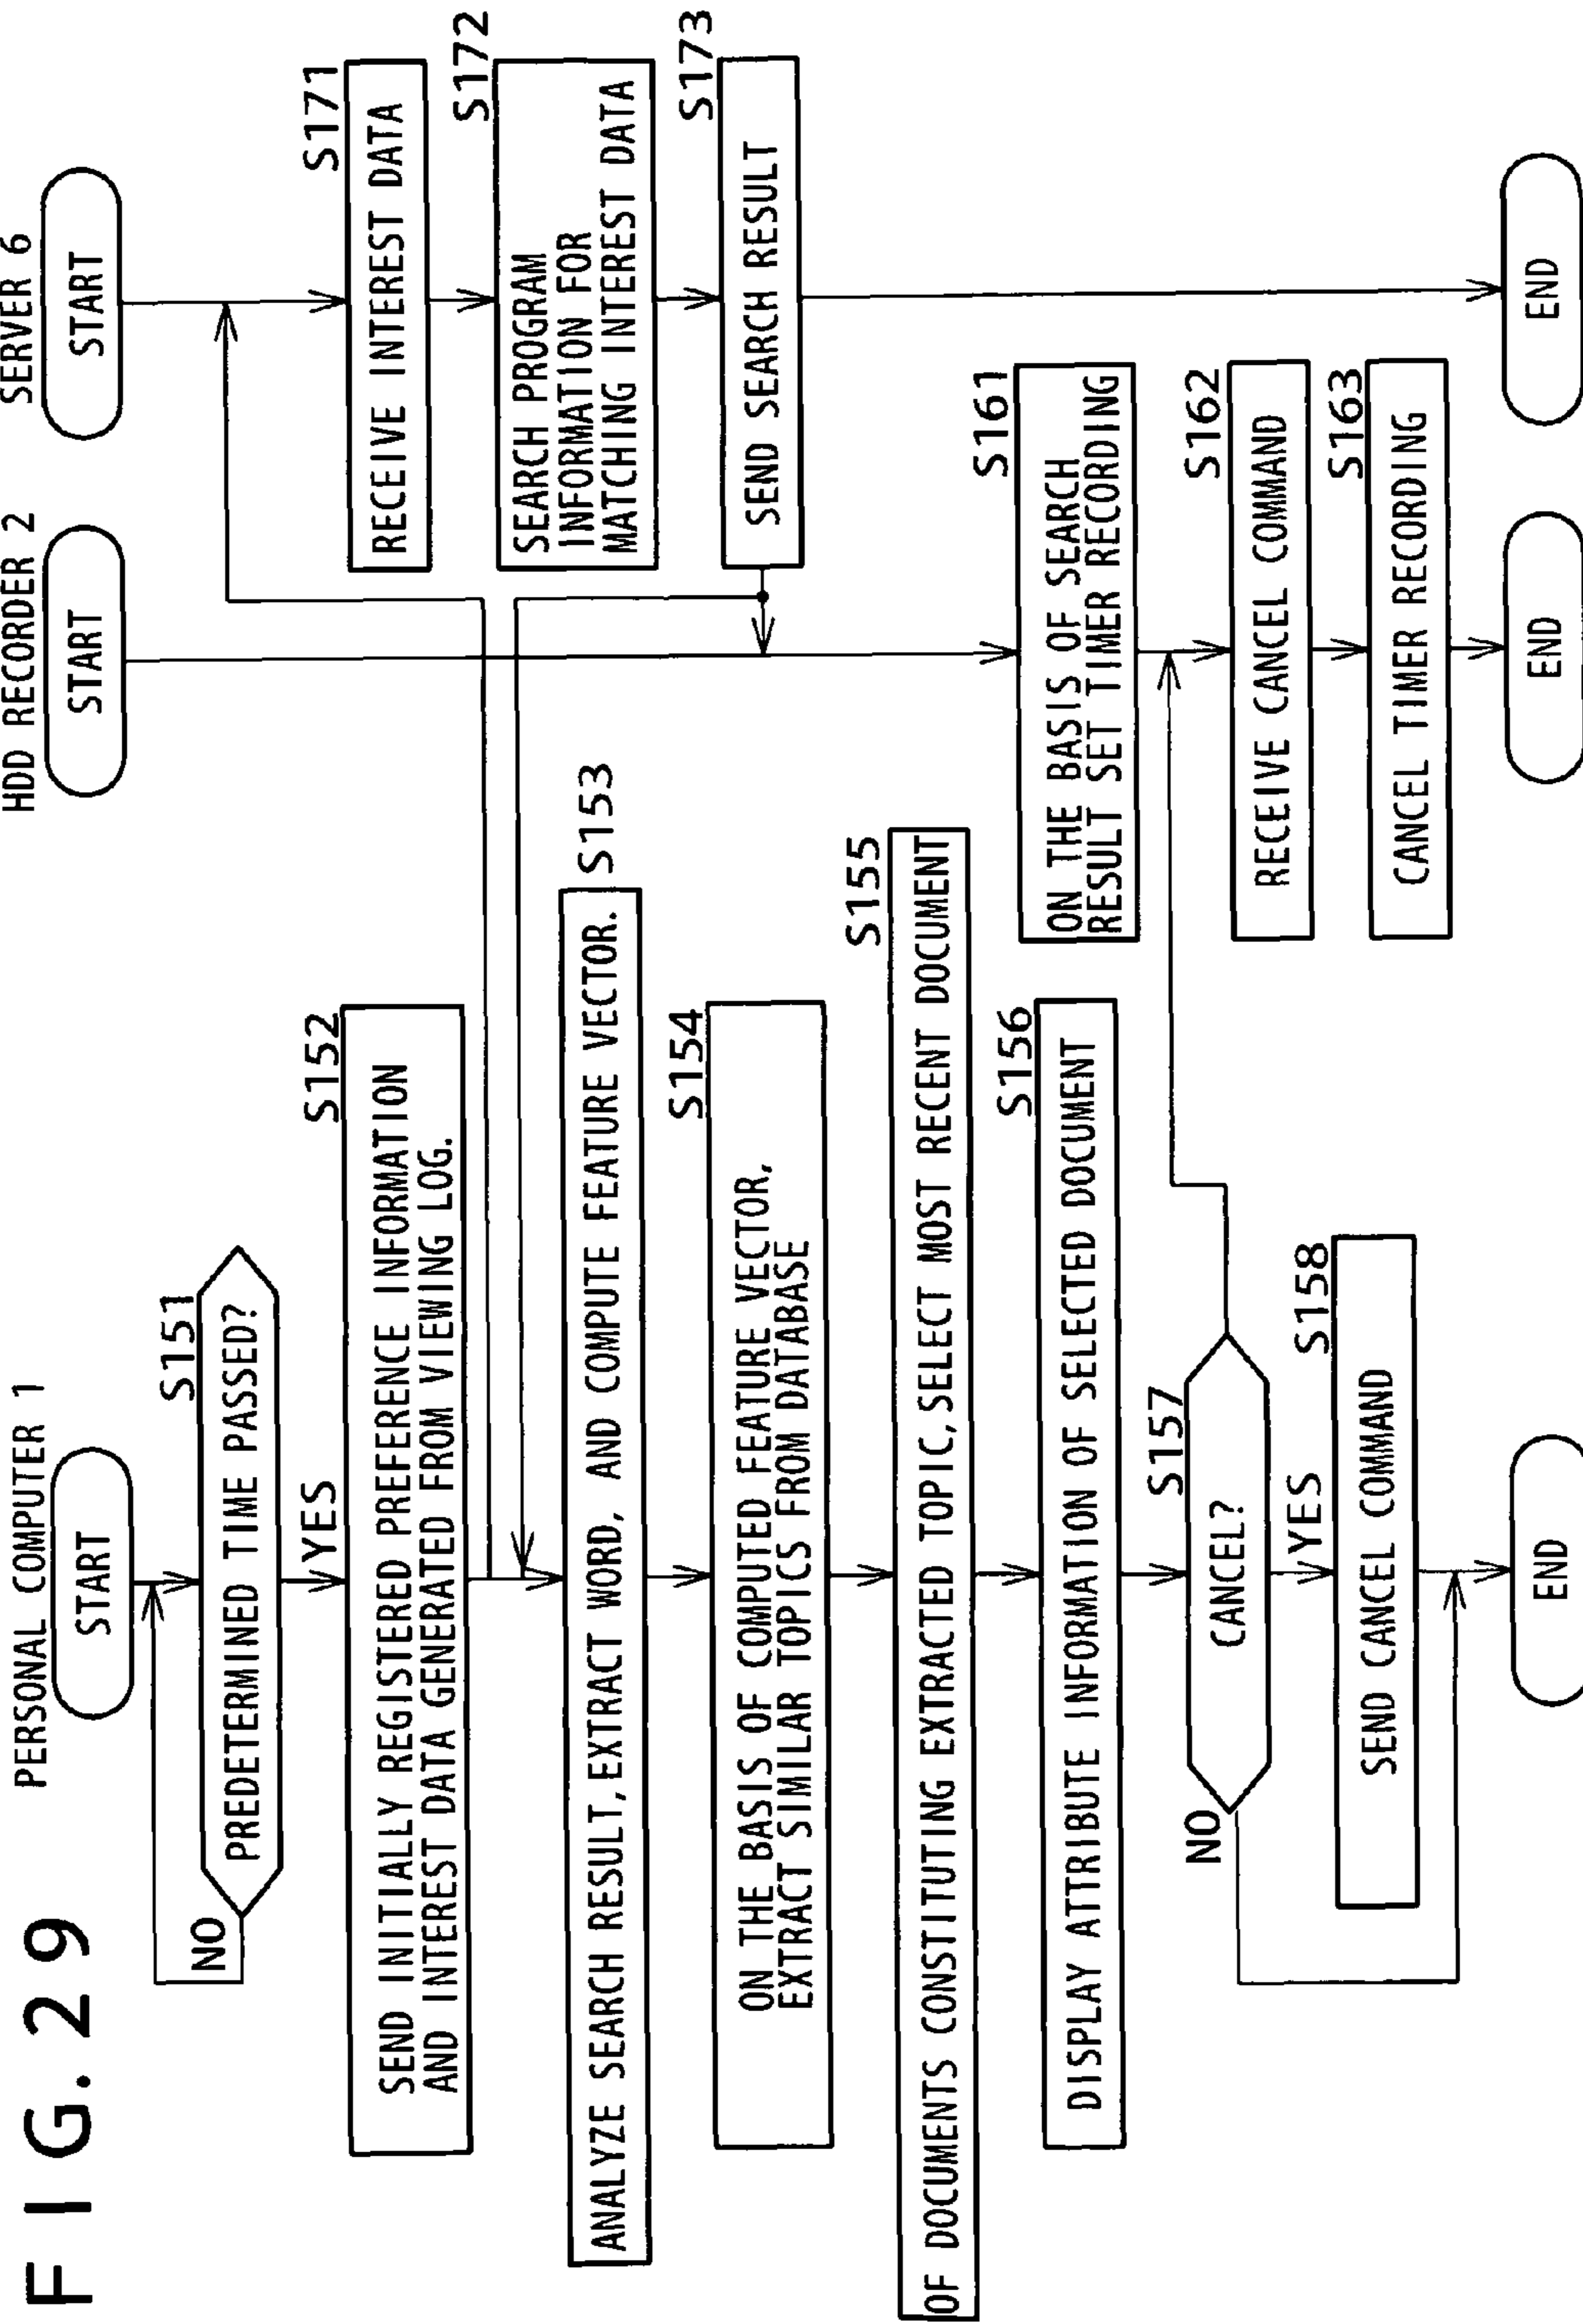 FIG. 29
PERSONAL COMPUTER 1
START
S151
PREDETERMINED TIME PASSED?
NO
YES
S152
SEND INITIALLY REGISTERED PREFERENCE INFORMATION
AND INTEREST DATA GENERATED FROM VIEWING LOG.
S153
ANALYZE SEARCH RESULT, EXTRACT WORD, AND COMPUTE FEATURE VECTOR.
S154
ON THE BASIS OF COMPUTED FEATURE VECTOR,
EXTRACT SIMILAR TOPICS FROM DATABASE
S155
OF DOCUMENTS CONSTITUTING EXTRACTED TOPIC, SELECT MOST RECENT DOCUMENT
S156
DISPLAY ATTRIBUTE INFORMATION OF SELECTED DOCUMENT
S157
CANCEL?
NO
YES
S158
SEND CANCEL COMMAND
END
HDD RECORDER 2
START
S161
ON THE BASIS OF SEARCH
RESULT SET TIMER RECORDING
S162
RECEIVE CANCEL COMMAND
S163
CANCEL TIMER RECORDING
END
SERVER 6
START
S171
RECEIVE INTEREST DATA
S172
SEARCH PROGRAM
INFORMATION FOR
MATCHING INTEREST DATA
S173
SEND SEARCH RESULT
END